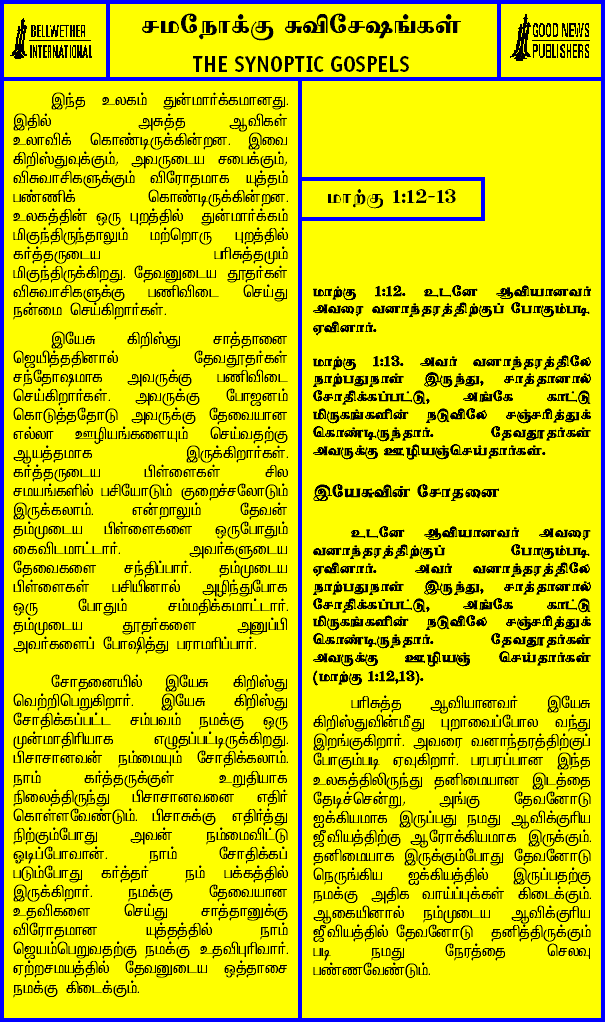 BELLWETHER
INTERNATIONAL
சமநோக்கு சுவிசேஷங்கள்
THE SYNOPTIC GOSPELS
GOOD NEWS
PUBLISHERS
இந்த உலகம் துன்மார்க்கமானது.
இதில் அசுத்த ஆவிகள்
உலாவிக் கொண்டிருக்கின்றன. இவை
கிறிஸ்துவுக்கும், அவருடைய சபைக்கும்,
விசுவாசிகளுக்கும் விரோதமாக யுத்தம்
பண்ணிக் கொண்டிருக்கின்றன.
உலகத்தின் ஒரு புறத்தில் துன்மார்க்கம்
மிகுந்திருந்தாலும் மற்றொரு புறத்தில்
கர்த்தருடைய பரிசுத்தமும்
மிகுந்திருக்கிறது. தேவனுடைய தூதர்கள்
விசுவாசிகளுக்கு பணிவிடை செய்து
நன்மை செய்கிறார்கள்.
இயேசு கிறிஸ்து சாத்தானை
ஜெயித்ததினால் தேவதூதர்கள்
சந்தோஷமாக அவருக்கு பணிவிடை
செய்கிறார்கள். அவருக்கு போஜனம்
கொடுத்ததோடு அவருக்கு தேவையான
எல்லா ஊழியங்களையும் செய்வதற்கு
ஆயத்தமாக இருக்கிறார்கள்.
கர்த்தருடைய பிள்ளைகள் சில
சமயங்களில் பசியோடும் குறைச்சலோடும்
இருக்கலாம். என்றாலும் தேவன்
தம்முடைய பிள்ளைகளை ஒருபோதும்
கைவிடமாட்டார். அவர்களுடைய
தேவைகளை சந்திப்பார். தம்முடைய
பிள்ளைகள் பசியினால் அழிந்துபோக
ஒரு போதும் சம்மதிக்கமாட்டார்.
தம்முடைய தூதர்களை அனுப்பி
அவர்களைப் போஷித்து பராமரிப்பார்.
சோதனையில் இயேசு கிறிஸ்து
வெற்றிபெறுகிறார். இயேசு கிறிஸ்து
சோதிக்கப்பட்ட சம்பவம் நமக்கு ஒரு
முன்மாதிரியாக எழுதப்பட்டிருக்கிறது.
பிசாசானவன் நம்மையும் சோதிக்கலாம்.
நாம் கர்த்தருக்குள் உறுதியாக
நிலைத்திருந்து பிசாசானவனை எதிர்
கொள்ளவேண்டும். பிசாசுக்கு எதிர்த்து
நிற்கும்போது அவன் நம்மைவிட்டு
ஓடிப்போவான். நாம் சோதிக்கப்
படும்போது கர்த்தர் நம் பக்கத்தில்
இருக்கிறார். நமக்கு தேவையான
உதவிகளை செய்து சாத்தானுக்கு
விரோதமான யுத்தத்தில் நாம்
ஜெயம்பெறுவதற்கு நமக்கு உதவிபுரிவார்.
ஏற்றசமயத்தில் தேவனுடைய ஒத்தாசை
நமக்கு கிடைக்கும்.
மாற்கு 1:12-13
மாற்கு 1:12. உடனே ஆவியானவர்
அவரை வனாந்தரத்திற்குப் போகும்படி
ஏவினார்.
மாற்கு 1:13. அவர் வனாந்தரத்திலே
நாற்பதுநாள் இருந்து, சாத்தானால்
சோதிக்கப்பட்டு, அங்கே காட்டு
மிருகங்களின் நடுவிலே சஞ்சரித்துக்
கொண்டிருந்தார். தேவதூதர்கள்
அவருக்கு ஊழியஞ்செய்தார்கள்.
இயேசுவின் சோதனை
உடனே ஆவியானவர் அவரை
வனாந்தரத்திற்குப் போகும்படி
ஏவினார். அவர் வனாந்தரத்திலே
நாற்பதுநாள் இருந்து, சாத்தானால்
சோதிக்கப்பட்டு, அங்கே காட்டு
மிருகங்களின் நடுவிலே சஞ்சரித்துக்
கொண்டிருந்தார். தேவதூதர்கள்
அவருக்கு ஊழியஞ் செய்தார்கள்
(மாற்கு 1:12,13).
பரிசுத்த ஆவியானவர் இயேசு
கிறிஸ்துவின்மீது புறாவைப்போல வந்து
இறங்குகிறார். அவரை வனாந்தரத்திற்குப்
போகும்படி ஏவுகிறார். பரபரப்பான இந்த
உலகத்திலிருந்து தனிமையான இடத்தை
தேடிச்சென்று, அங்கு தேவனோடு
ஐக்கியமாக இருப்பது நமது ஆவிக்குரிய
ஜீவியத்திற்கு ஆரோக்கியமாக இருக்கும்.
தனிமையாக இருக்கும்போது தேவனோடு
நெருங்கிய ஐக்கியத்தில் இருப்பதற்கு
நமக்கு அதிக வாய்ப்புக்கள் கிடைக்கும்.
ஆகையினால் நம்முடைய ஆவிக்குரிய
ஜீவியத்தில் தேவனோடு தனித்திருக்கும்
படி நமது நேரத்தை செலவு
பண்ணவேண்டும்.